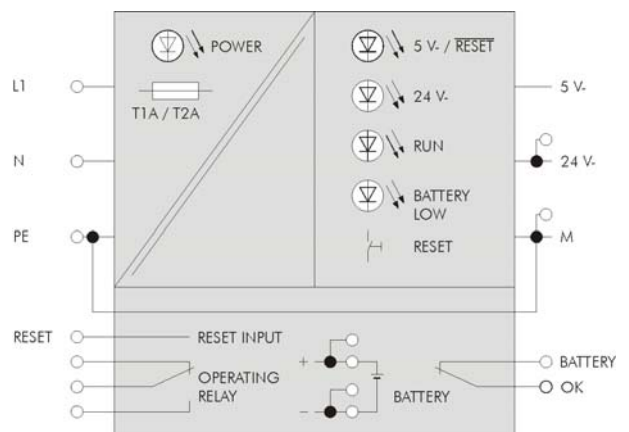 POWER
5 V- / RESET
L1
5 V-
T1A / T2A
24 V-
N
RUN
24 V-
BATTERY
LOW
PE
RESET
M
RESET
RESET INPUT
+
BATTERY
OPERATING
RELAY
BATTERY
OK
−